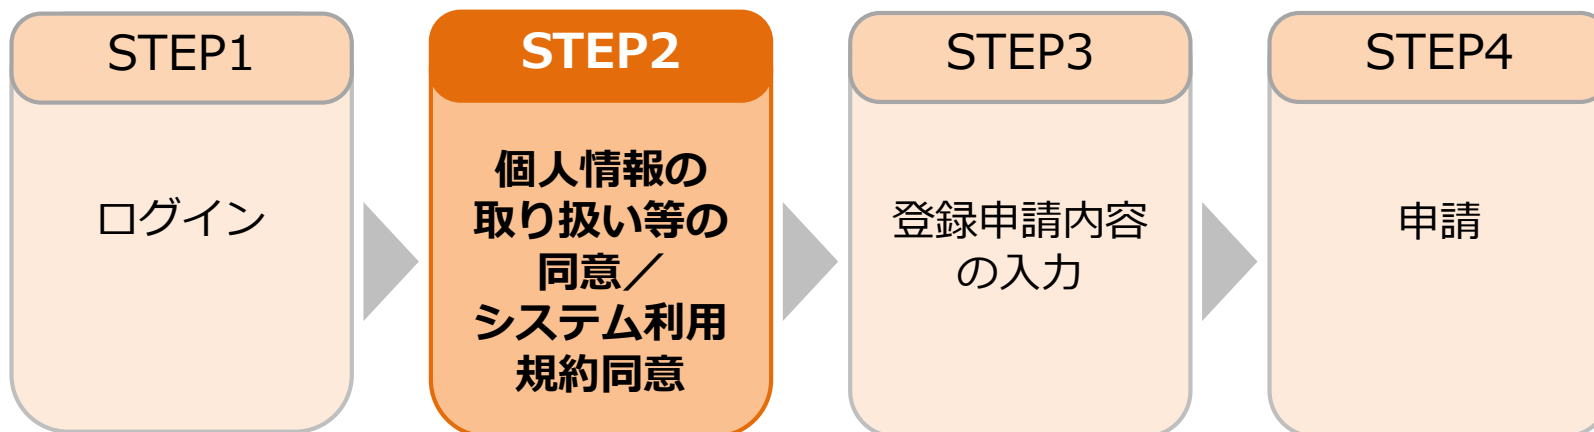 STEP1
ログイン
STEP2
個人情報の
取り扱い等の
同意／
システム利用
規約同意
STEP3
登録申請内容
の入力
STEP4
申請